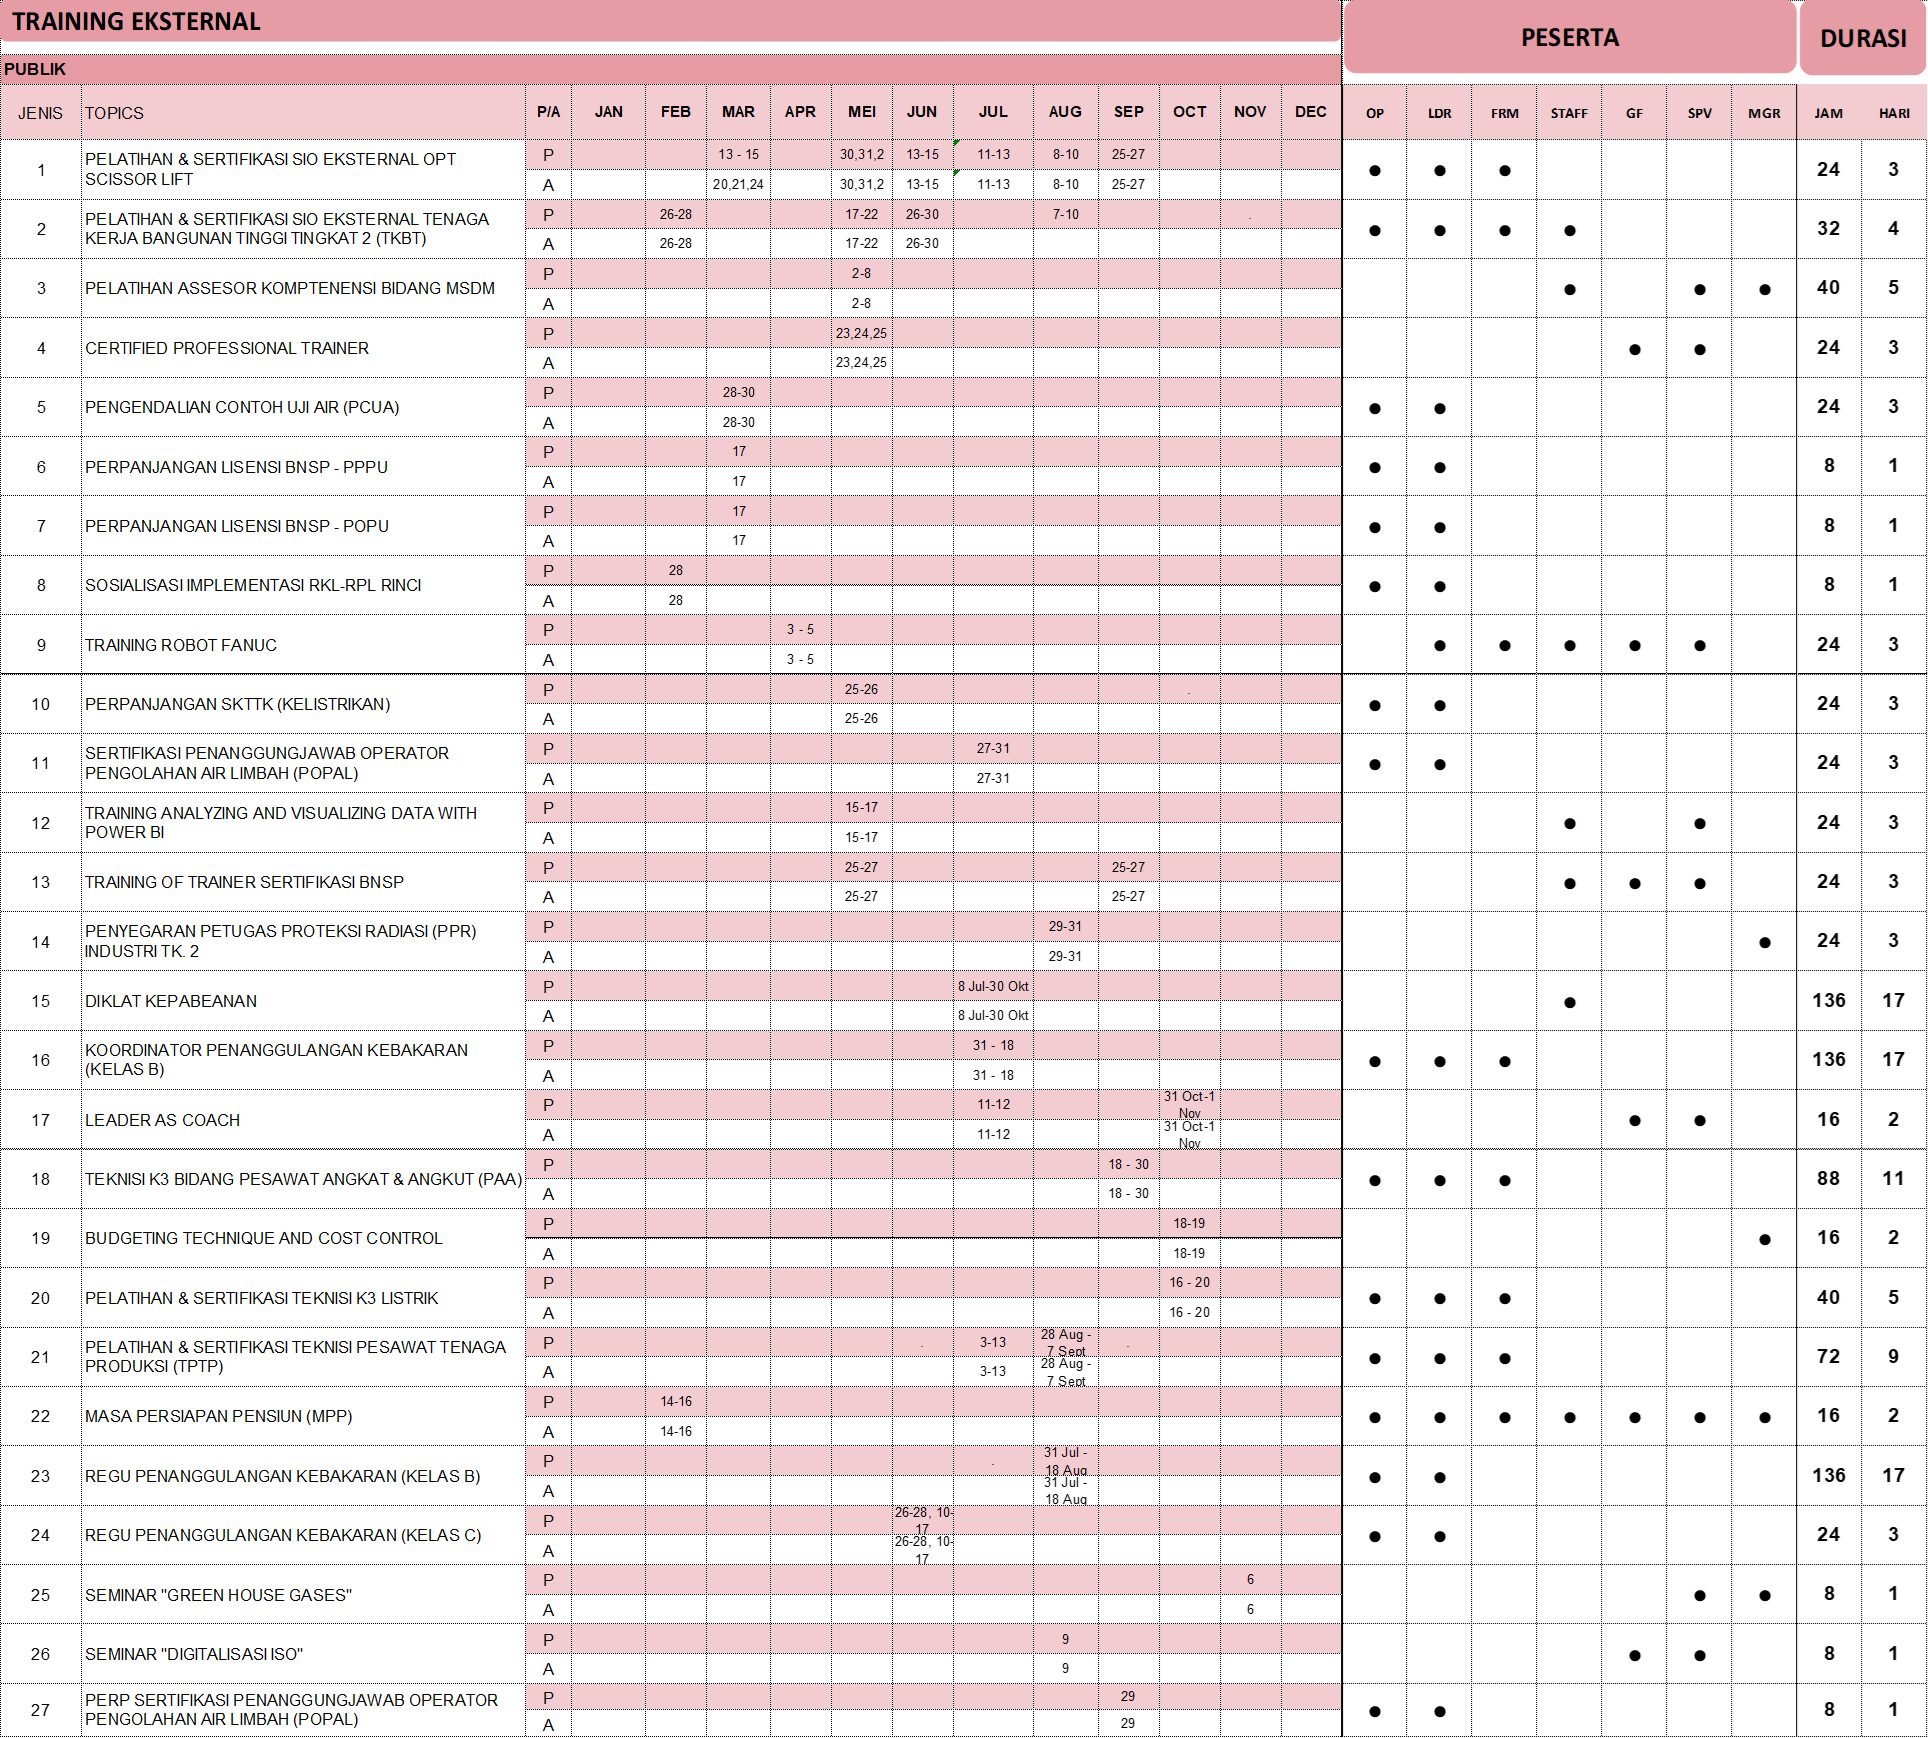 TRAINING EKSTERNAL
PESERTA
DURASI
PUBLIK
JENIS TOPICS P/A JAN FEB MAR APR MEI JUN JUL AUG SEP OCT NOV DEC OP LDR FRM STAFF GF SPV MGR JAM HARI
1 PELATIHAN & SERTIFIKASI SIO EKSTERNAL OPT
SCISSOR LIFT
P 13 - 15 30,31,2 13-15 11-13 8-10 25-27
A 20,21,24 30,31,2 13-15 11-13 8-10 25-27
● ● ● 24 3
2 PELATIHAN & SERTIFIKASI SIO EKSTERNAL TENAGA
KERJA BANGUNAN TINGGI TINGKAT 2 (TKBT)
P 26-28 17-22 26-30 7-10 .
A 26-28 17-22 26-30
● ● ● ● 32 4
3 PELATIHAN ASSESOR KOMPTENENSI BIDANG MSDM
P 2-8
A 2-8
● ● ● 40 5
4 CERTIFIED PROFESSIONAL TRAINER
P 23,24,25
A 23,24,25
● ● 24 3
5 PENGENDALIAN CONTOH UJI AIR (PCUA)
P 28-30
A 28-30
● ● 24 3
6 PERPANJANGAN LISENSI BNSP - PPPU
P 17
A 17
● ● 8 1
7 PERPANJANGAN LISENSI BNSP - POPU
P 17
A 17
● ● 8 1
8 SOSIALISASI IMPLEMENTASI RKL-RPL RINCI
P 28
A 28
● ● 8 1
9 TRAINING ROBOT FANUC
P 3 - 5
A 3 - 5
● ● ● ● ● 24 3
10 PERPANJANGAN SKTTK (KELISTRIKAN)
P 25-26 .
A 25-26
● ● 24 3
11 SERTIFIKASI PENANGGUNGJAWAB OPERATOR
PENGOLAHAN AIR LIMBAH (POPAL)
P 27-31
A 27-31
● ● 24 3
12 TRAINING ANALYZING AND VISUALIZING DATA WITH
POWER BI
P 15-17
A 15-17
● ● 24 3
13 TRAINING OF TRAINER SERTIFIKASI BNSP
P 25-27 25-27
A 25-27 25-27
● ● ● 24 3
14 PENYEGARAN PETUGAS PROTEKSI RADIASI (PPR)
INDUSTRI TK. 2
P 29-31
A 29-31
● 24 3
15 DIKLAT KEPABEANAN
P 8 Jul-30 Okt
A 8 Jul-30 Okt
● 136 17
16 KOORDINATOR PENANGGULANGAN KEBAKARAN
(KELAS B)
P 31 - 18
A 31 - 18
● ● ● 136 17
17 LEADER AS COACH
P 11-12 31 Oct-1
Nov
A 11-12 31 Oct-1
Nov
● ● 16 2
18 TEKNISI K3 BIDANG PESAWAT ANGKAT & ANGKUT (PAA)
P 18 - 30
A 18 - 30
● ● ● 88 11
19 BUDGETING TECHNIQUE AND COST CONTROL
P 18-19
A 18-19
● 16 2
20 PELATIHAN & SERTIFIKASI TEKNISI K3 LISTRIK
P 16 - 20
A 16 - 20
● ● ● 40 5
21 PELATIHAN & SERTIFIKASI TEKNISI PESAWAT TENAGA
PRODUKSI (TPTP)
P . 3-13 28 Aug -
7 Sept .
A 3-13 28 Aug -
7 Sept
● ● ● 72 9
22 MASA PERSIAPAN PENSIUN (MPP)
P 14-16
A 14-16
● ● ● ● ● ● ● 16 2
23 REGU PENANGGULANGAN KEBAKARAN (KELAS B)
P . 31 Jul -
18 Aug
A 31 Jul -
18 Aug
● ● 136 17
24 REGU PENANGGULANGAN KEBAKARAN (KELAS C)
P 26-28, 10-
17
A 26-28, 10-
17
● ● 24 3
25 SEMINAR "GREEN HOUSE GASES"
P 6
A 6
● ● 8 1
26 SEMINAR "DIGITALISASI ISO"
P 9
A 9
● ● 8 1
27 PERP SERTIFIKASI PENANGGUNGJAWAB OPERATOR
PENGOLAHAN AIR LIMBAH (POPAL)
P 29
A 29
● ● 8 1